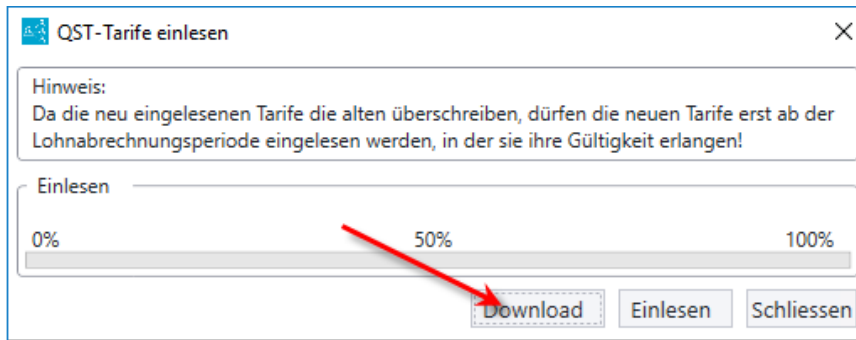 QST-Tarife einlesen
Hinweis:
Da die neu eingelesenen Tarife die alten überschreiben, dürfen die neuen Tarife erst ab der
Lohnabrechnungsperiode eingelesen werden, in der sie ihre Gültigkeit erlangen!
Einlesen
0% 50% 100%
Download Einlesen Schliessen